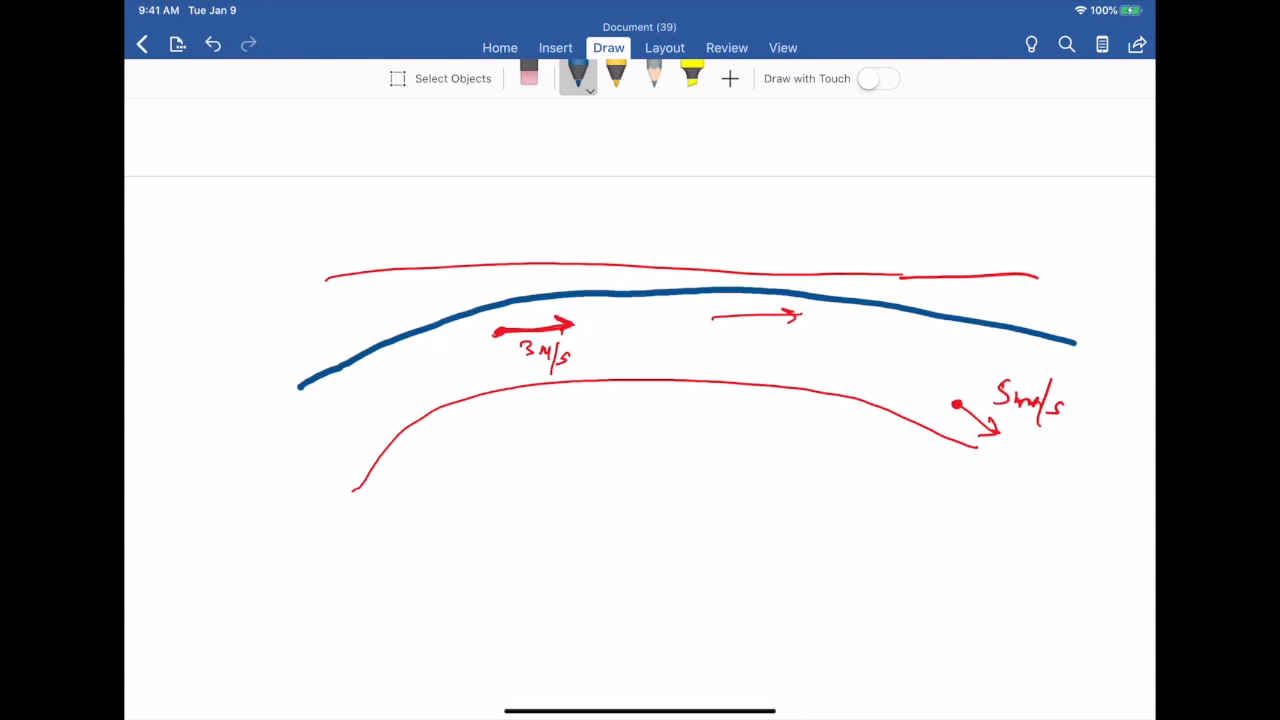 9:41 AM Tue Jan 9
100%
Document (39)
Home Insert Draw Layout Review View
Select Objects
Draw with Touch
3 m/s
5 m/s